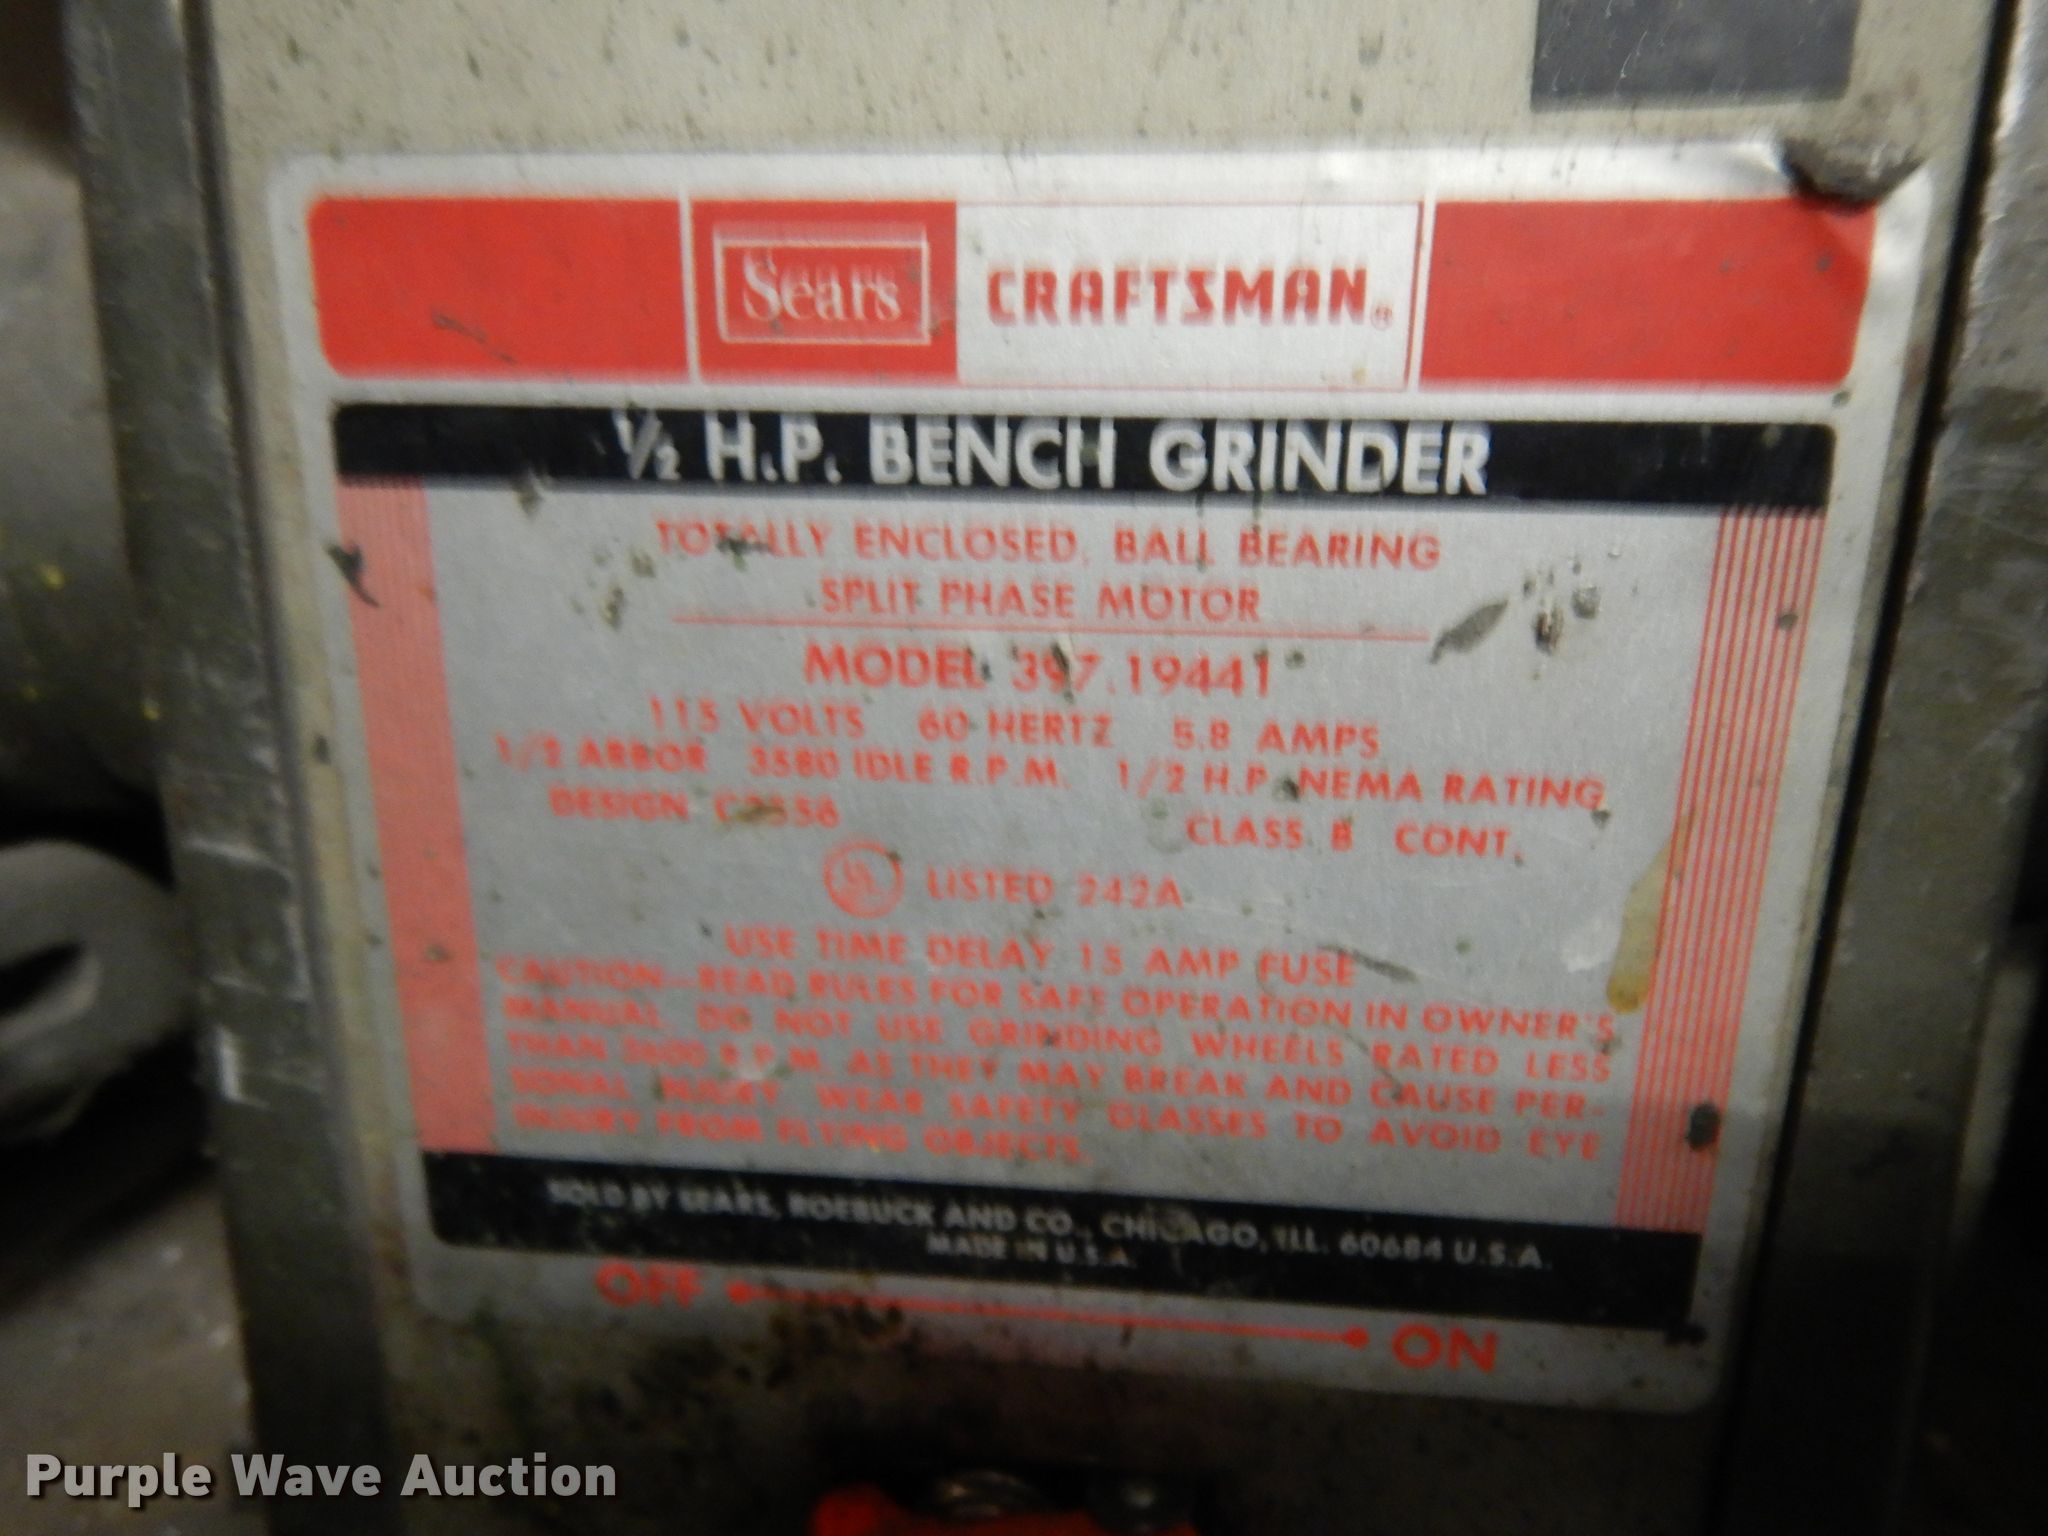 Sears CRAFTSMAN®
1/2 H.P. BENCH GRINDER
TOTALLY ENCLOSED, BALL BEARING
SPLIT PHASE MOTOR
MODEL 397.19441
115 VOLTS 60 HERTZ 5.8 AMPS
1/2 ARBOR 3580 IDLE R.P.M. 1/2 H.P. NEMA RATING
DESIGN C2556 CLASS B CONT.
UL LISTED 242A
USE TIME DELAY 15 AMP FUSE
CAUTION—READ RULES FOR SAFE OPERATION IN OWNER'S
MANUAL. DO NOT USE GRINDING WHEELS RATED LESS
THAN 3600 R.P.M. AS THEY MAY BREAK AND CAUSE PER-
SONAL INJURY. WEAR SAFETY GLASSES TO AVOID EYE
INJURY FROM FLYING OBJECTS.
SOLD BY SEARS, ROEBUCK AND CO., CHICAGO, ILL. 60684 U.S.A.
MADE IN U.S.A.
OFF ON
Purple Wave Auction